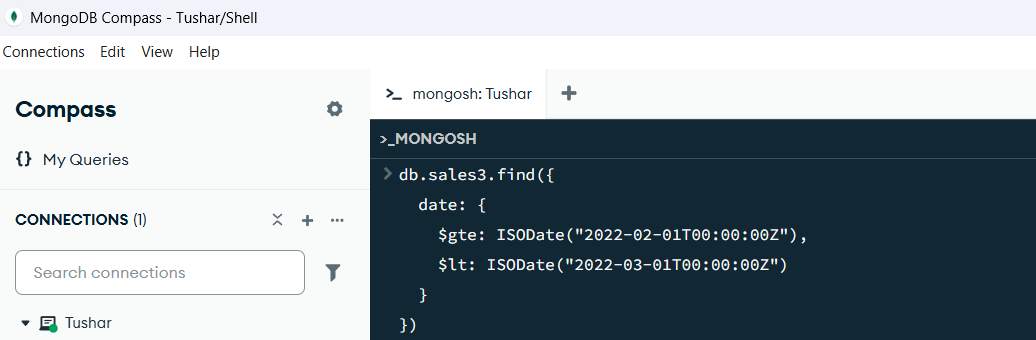 MongoDB Compass - Tushar/Shell
Connections Edit View Help
Compass
{} My Queries
CONNECTIONS (1)
Search connections
Tushar
>_ mongosh: Tushar +
>_MONGOSH
> db.sales3.find({
date: {
$gte: ISODate("2022-02-01T00:00:00Z"),
$lt: ISODate("2022-03-01T00:00:00Z")
}
})